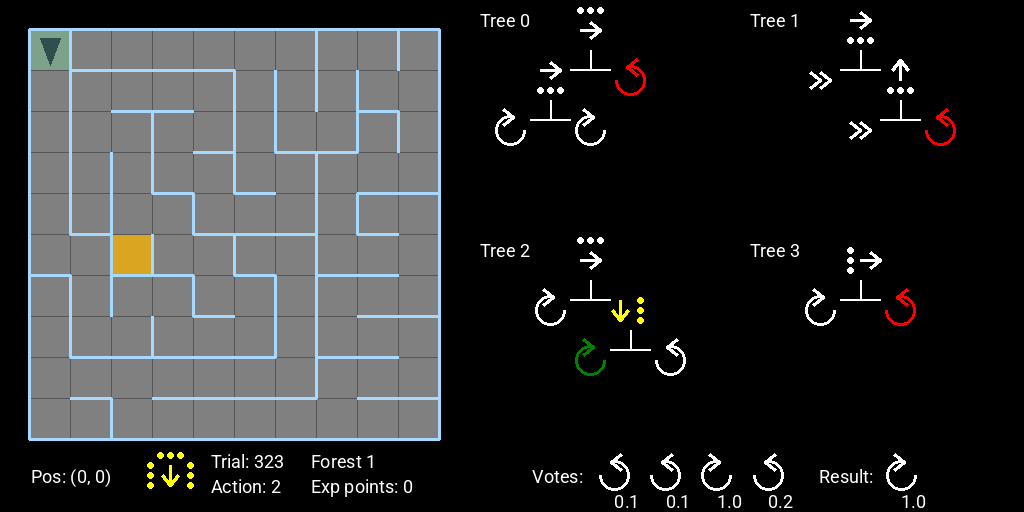 Tree 0
Tree 1
Tree 2
Tree 3
Pos: (0, 0)
Trial: 323
Forest 1
Action: 2
Exp points: 0
Votes:
0.1
0.1
1.0
0.2
Result:
1.0